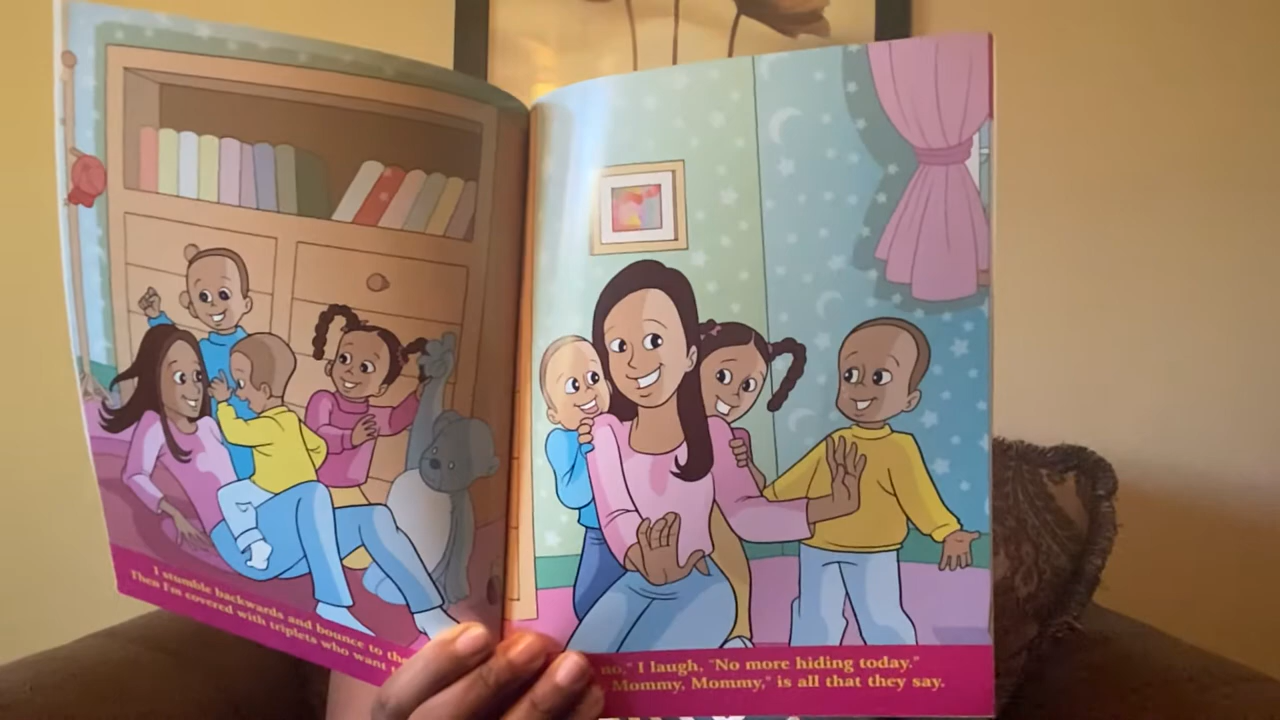 I stumble backwards and bounce to the
Then I'm covered with triplets who want
no," I laugh, "No more hiding today."
Mommy, Mommy," is all that they say.